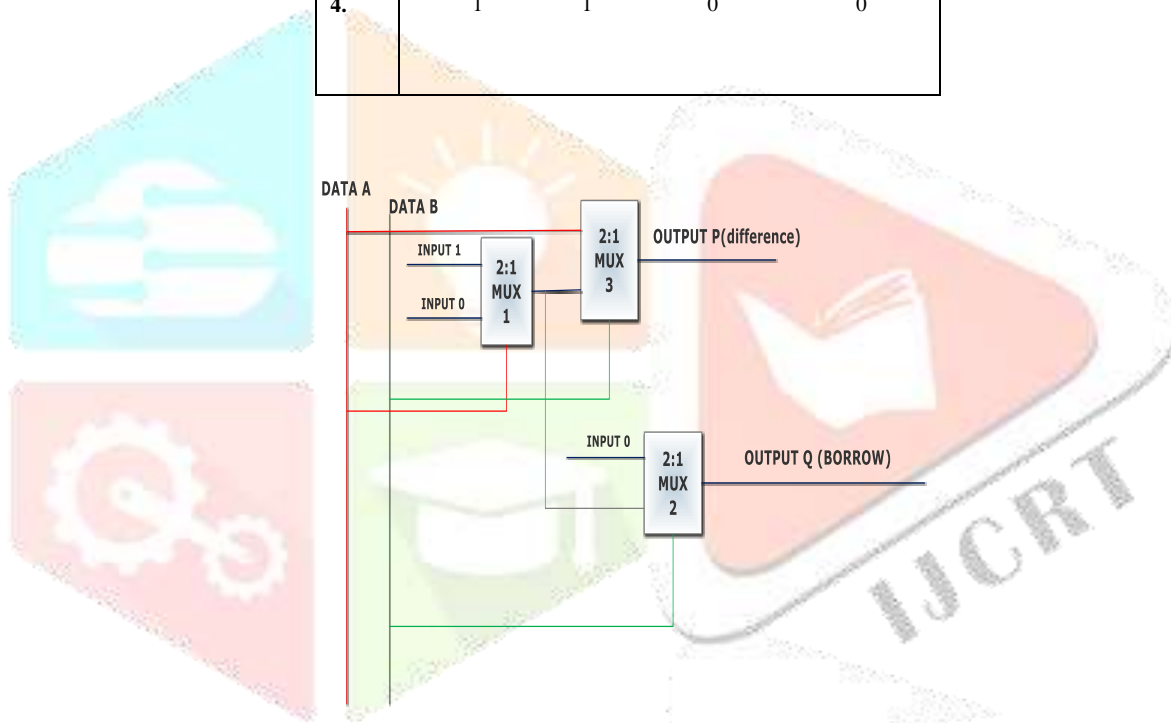 4. 1 1 0 0
DATA A
DATA B
INPUT 1
INPUT 0
2:1
MUX
1
2:1
MUX
3
OUTPUT P(difference)
INPUT 0
2:1
MUX
2
OUTPUT Q (BORROW)
IJCRT